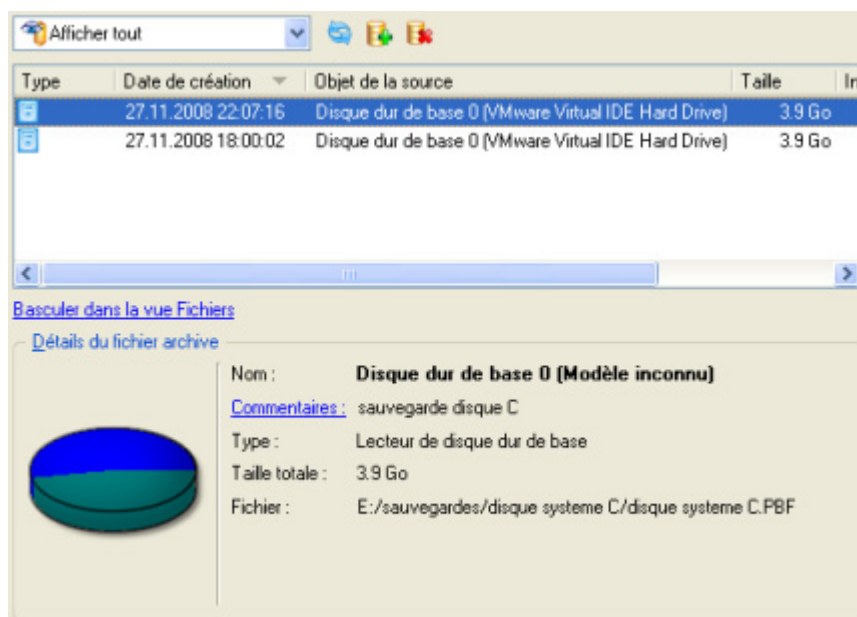 Afficher tout
Type Date de création Objet de la source Taille In
27.11.2008 22:07:16 Disque dur de base 0 (VMware Virtual IDE Hard Drive) 3.9 Go
27.11.2008 18:00:02 Disque dur de base 0 (VMware Virtual IDE Hard Drive) 3.9 Go
Basculer dans la vue Fichiers
Détails du fichier archive
Nom : Disque dur de base 0 (Modèle inconnu)
Commentaires : sauvegarde disque C
Type : Lecteur de disque dur de base
Taille totale : 3.9 Go
Fichier : E:/sauvegardes/disque systeme C/disque systeme C.PBF